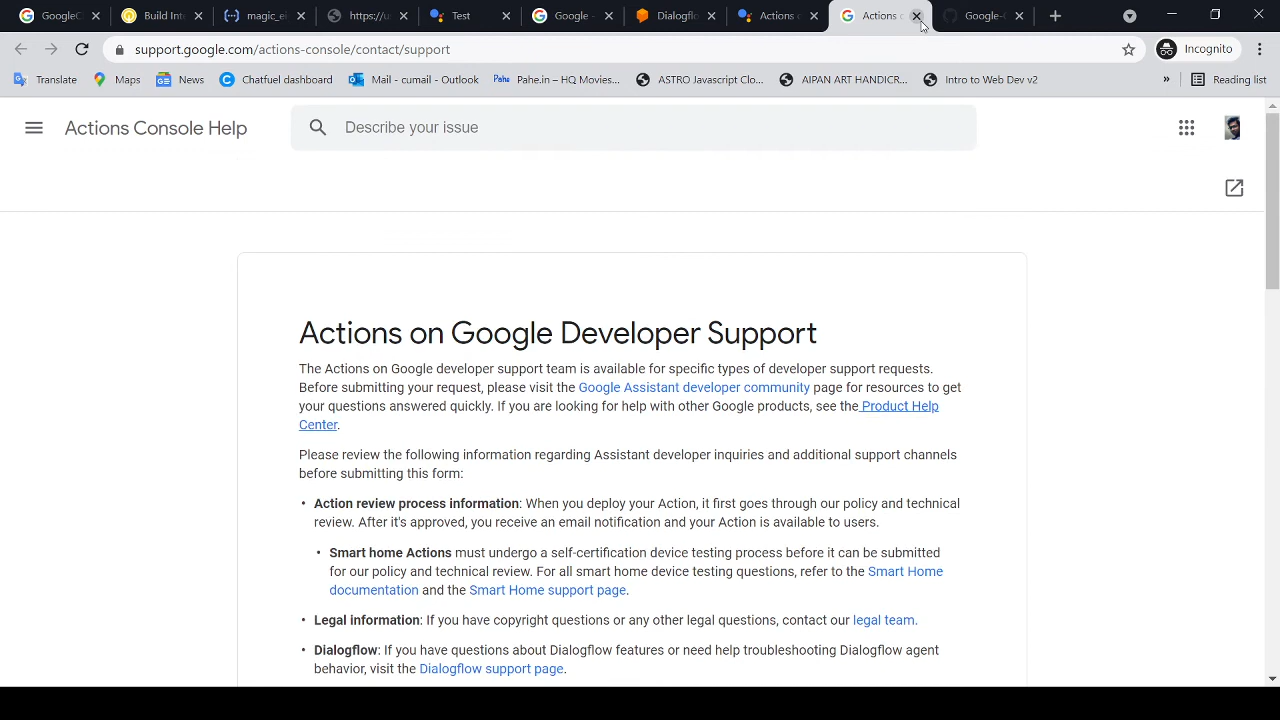 GoogleC
Build Inte
magic_ei
https://u
Test
Google -
Dialogfl
Actions
Actions
Google-
support.google.com/actions-console/contact/support
Incognito
Translate
Maps
News
Chatfuel dashboard
Mail - cumail - Outlook
Pahe.in – HQ Movies...
ASTRO Javascript Clo...
AIPAN ART HANDICR...
Intro to Web Dev v2
»
Reading list
Actions Console Help
Describe your issue
Actions on Google Developer Support
The Actions on Google developer support team is available for specific types of developer support requests.
Before submitting your request, please visit the Google Assistant developer community page for resources to get
your questions answered quickly. If you are looking for help with other Google products, see the Product Help
Center.
Please review the following information regarding Assistant developer inquiries and additional support channels
before submitting this form:
• Action review process information: When you deploy your Action, it first goes through our policy and technical
review. After it's approved, you receive an email notification and your Action is available to users.
• Smart home Actions must undergo a self-certification device testing process before it can be submitted
for our policy and technical review. For all smart home device testing questions, refer to the Smart Home
documentation and the Smart Home support page.
• Legal information: If you have copyright questions or any other legal questions, contact our legal team.
• Dialogflow: If you have questions about Dialogflow features or need help troubleshooting Dialogflow agent
behavior, visit the Dialogflow support page.